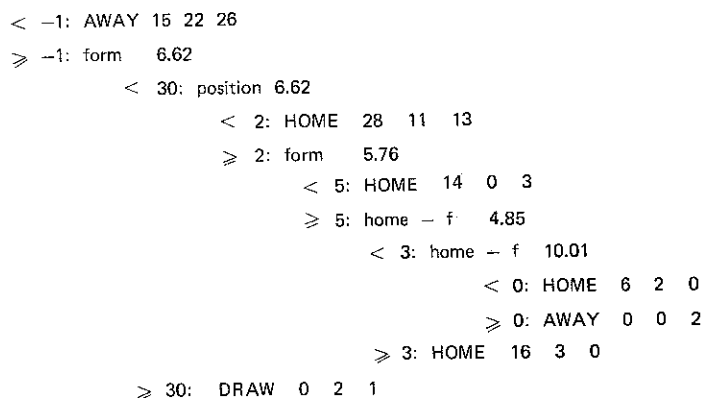 < −1: AWAY 15 22 26
⩾ −1: form 6.62
< 30: position 6.62
< 2: HOME 28 11 13
⩾ 2: form 5.76
< 5: HOME 14 0 3
⩾ 5: home − f 4.85
< 3: home − f 10.01
< 0: HOME 6 2 0
⩾ 0: AWAY 0 0 2
⩾ 3: HOME 16 3 0
⩾ 30: DRAW 0 2 1